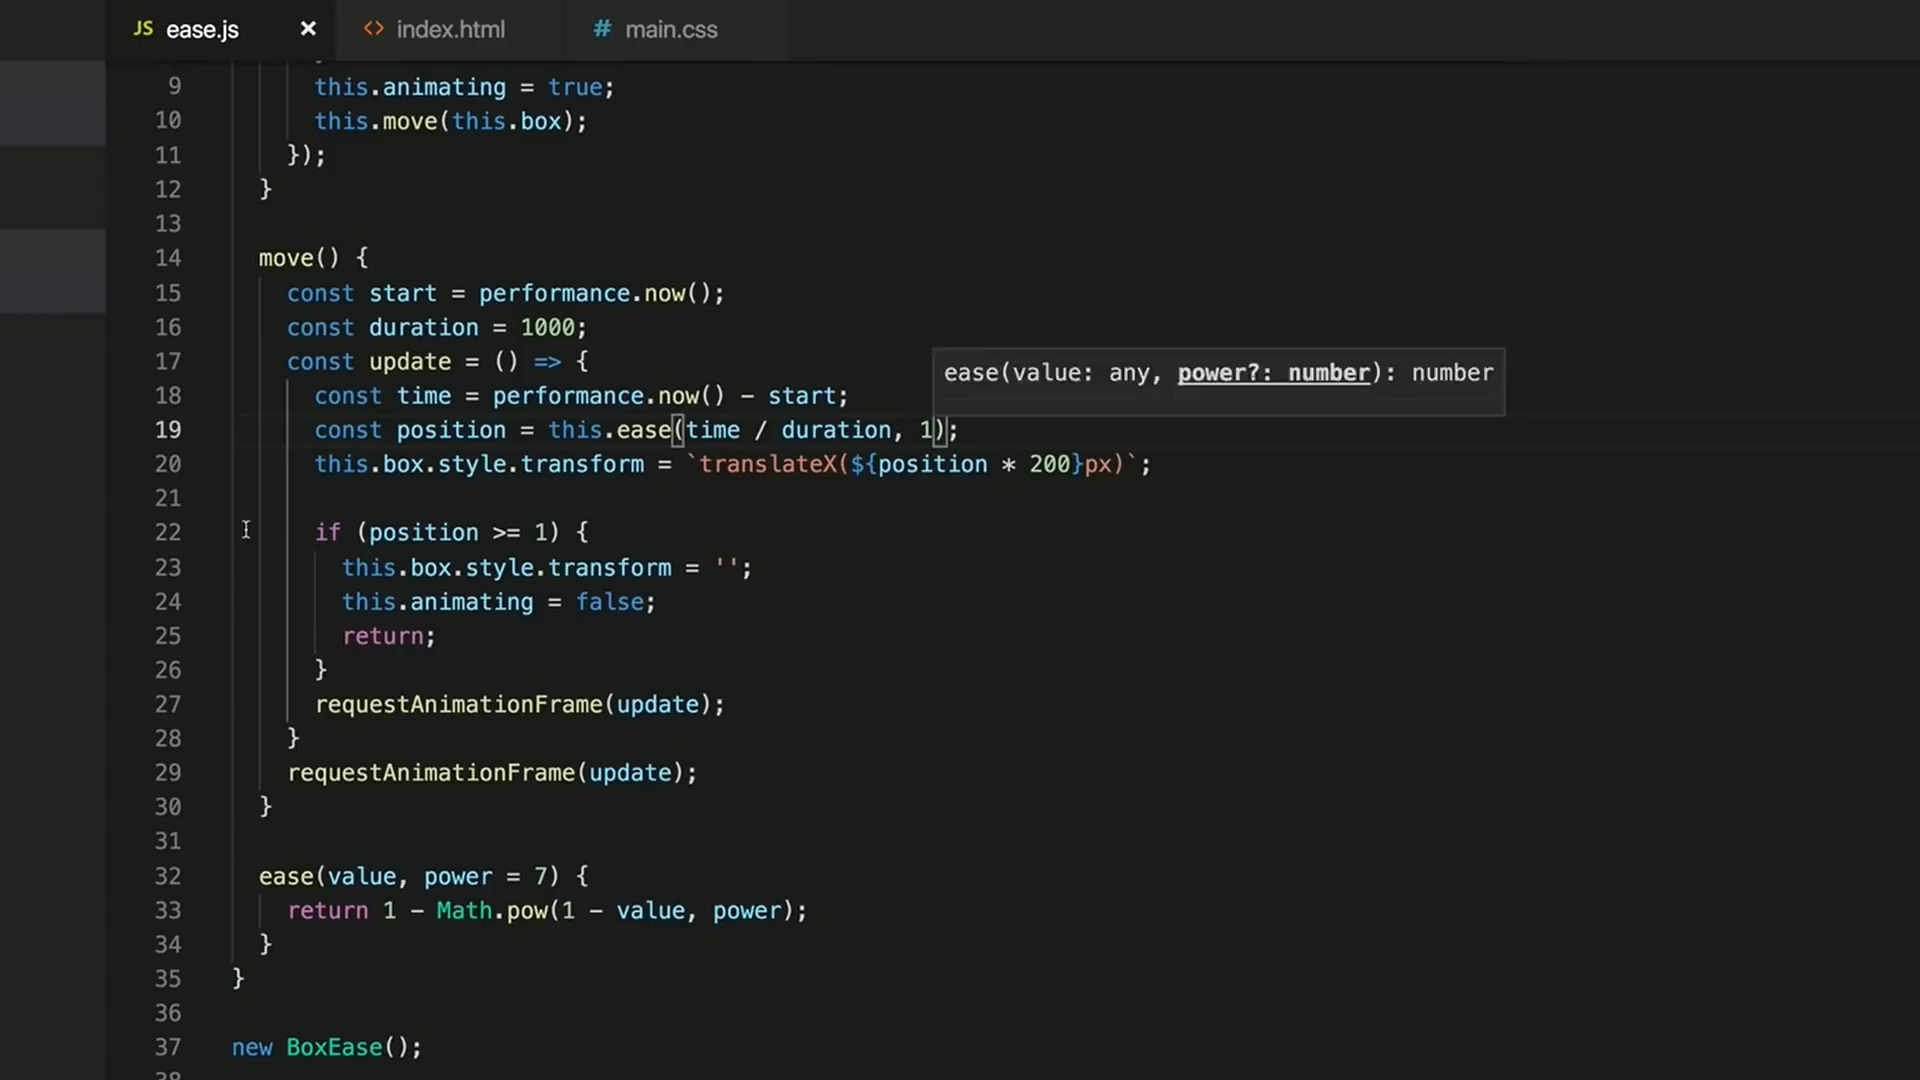 JS ease.js × <> index.html # main.css
9 this.animating = true;
10 this.move(this.box);
11 });
12 }
13
14 move() {
15 const start = performance.now();
16 const duration = 1000;
17 const update = () => {
ease(value: any, power?: number): number
18 const time = performance.now() - start;
19 const position = this.ease(time / duration, 1);
20 this.box.style.transform = `translateX(${position * 200}px)`;
21
22 if (position >= 1) {
23 this.box.style.transform = '';
24 this.animating = false;
25 return;
26 }
27 requestAnimationFrame(update);
28 }
29 requestAnimationFrame(update);
30 }
31
32 ease(value, power = 7) {
33 return 1 - Math.pow(1 - value, power);
34 }
35 }
36
37 new BoxEase();
38